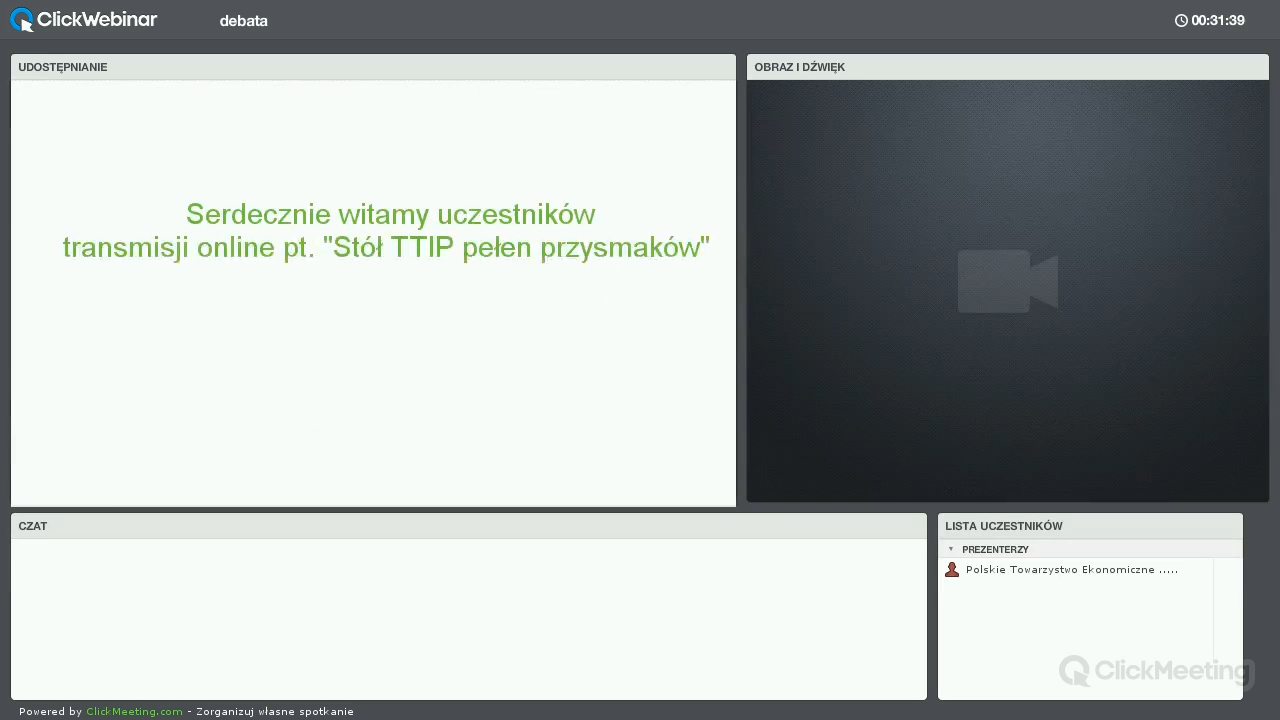 ClickWebinar
debata
00:31:39
UDOSTĘPNIANIE
OBRAZ I DŹWIĘK
Serdecznie witamy uczestników
transmisji online pt. "Stół TTIP pełen przysmaków"
CZAT
LISTA UCZESTNIKÓW
PREZENTERZY
Polskie Towarzystwo Ekonomiczne .....
ClickMeeting
Powered by ClickMeeting.com - Zorganizuj własne spotkanie